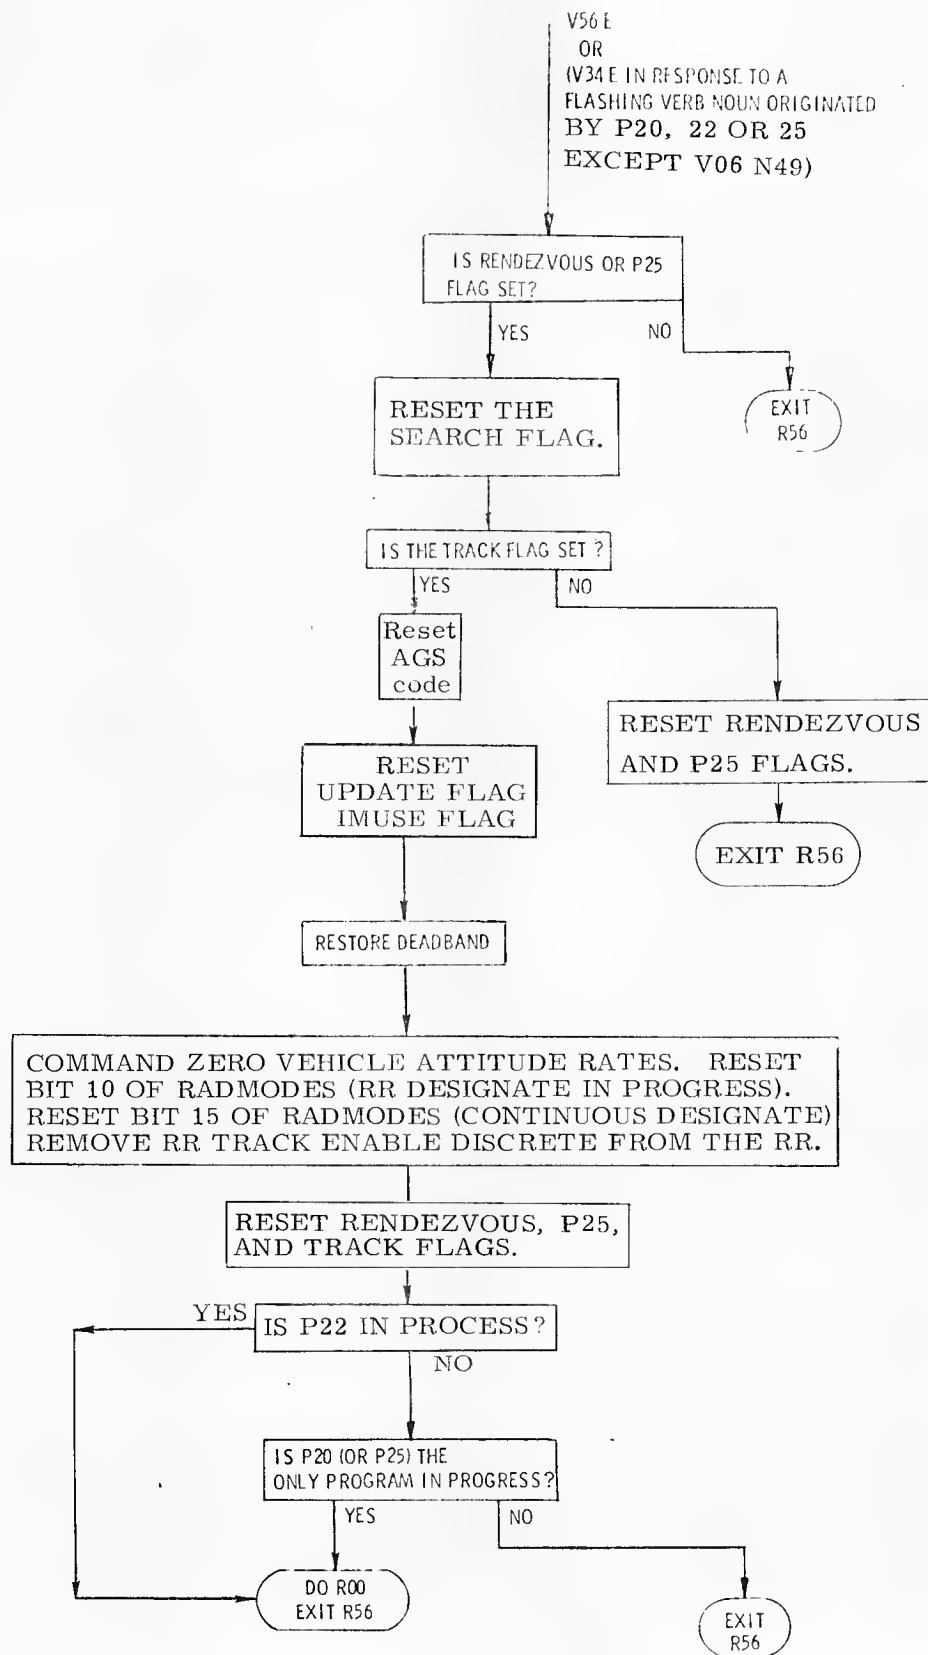 V56 E
OR
(V34 E IN RESPONSE TO A
FLASHING VERB NOUN ORIGINATED
BY P20, 22 OR 25
EXCEPT V06 N49)
IS RENDEZVOUS OR P25
FLAG SET?
YES
NO
EXIT
R56
RESET THE
SEARCH FLAG.
IS THE TRACK FLAG SET ?
YES
NO
Reset
AGS
code
RESET RENDEZVOUS
AND P25 FLAGS.
RESET
UPDATE FLAG
IMUSE FLAG
EXIT R56
RESTORE DEADBAND
COMMAND ZERO VEHICLE ATTITUDE RATES. RESET
BIT 10 OF RADMODES (RR DESIGNATE IN PROGRESS).
RESET BIT 15 OF RADMODES (CONTINUOUS DESIGNATE)
REMOVE RR TRACK ENABLE DISCRETE FROM THE RR.
RESET RENDEZVOUS, P25,
AND TRACK FLAGS.
YES
IS P22 IN PROCESS?
NO
IS P20 (OR P25) THE
ONLY PROGRAM IN PROGRESS?
YES
NO
DO R00
EXIT R56
EXIT
R56